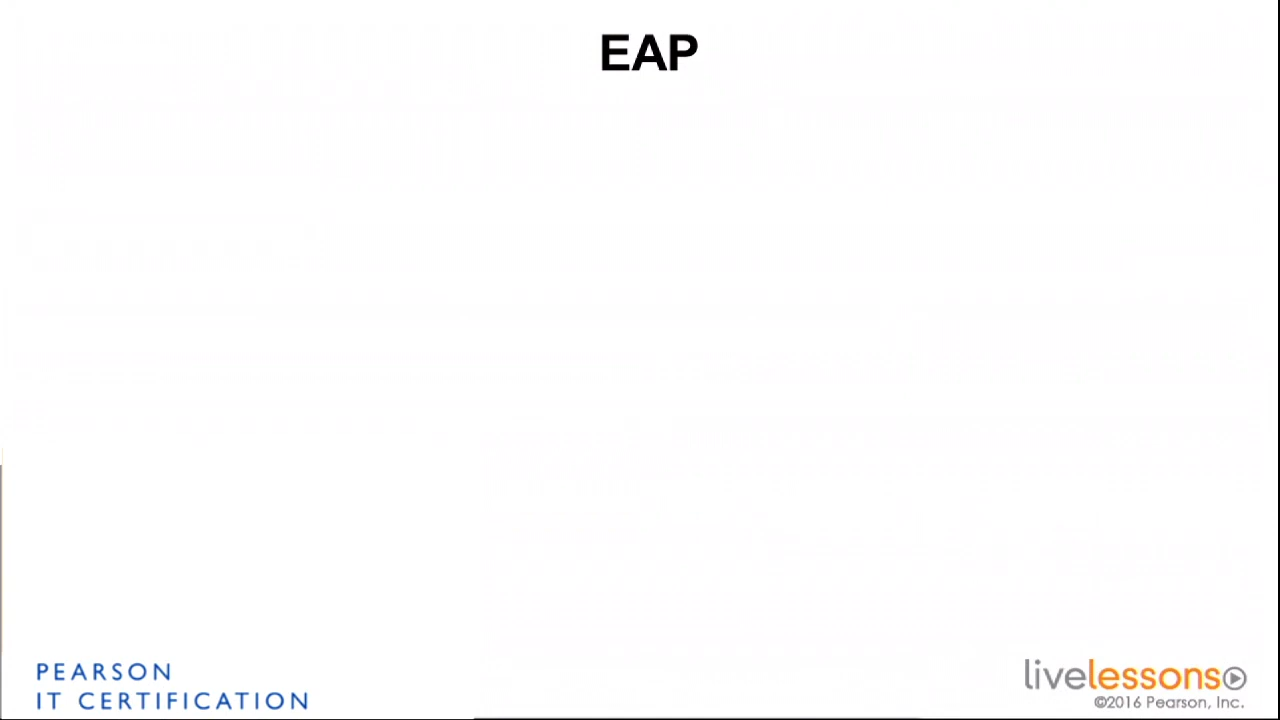 EAP
PEARSON
IT CERTIFICATION
livelessons
©2016 Pearson, Inc.